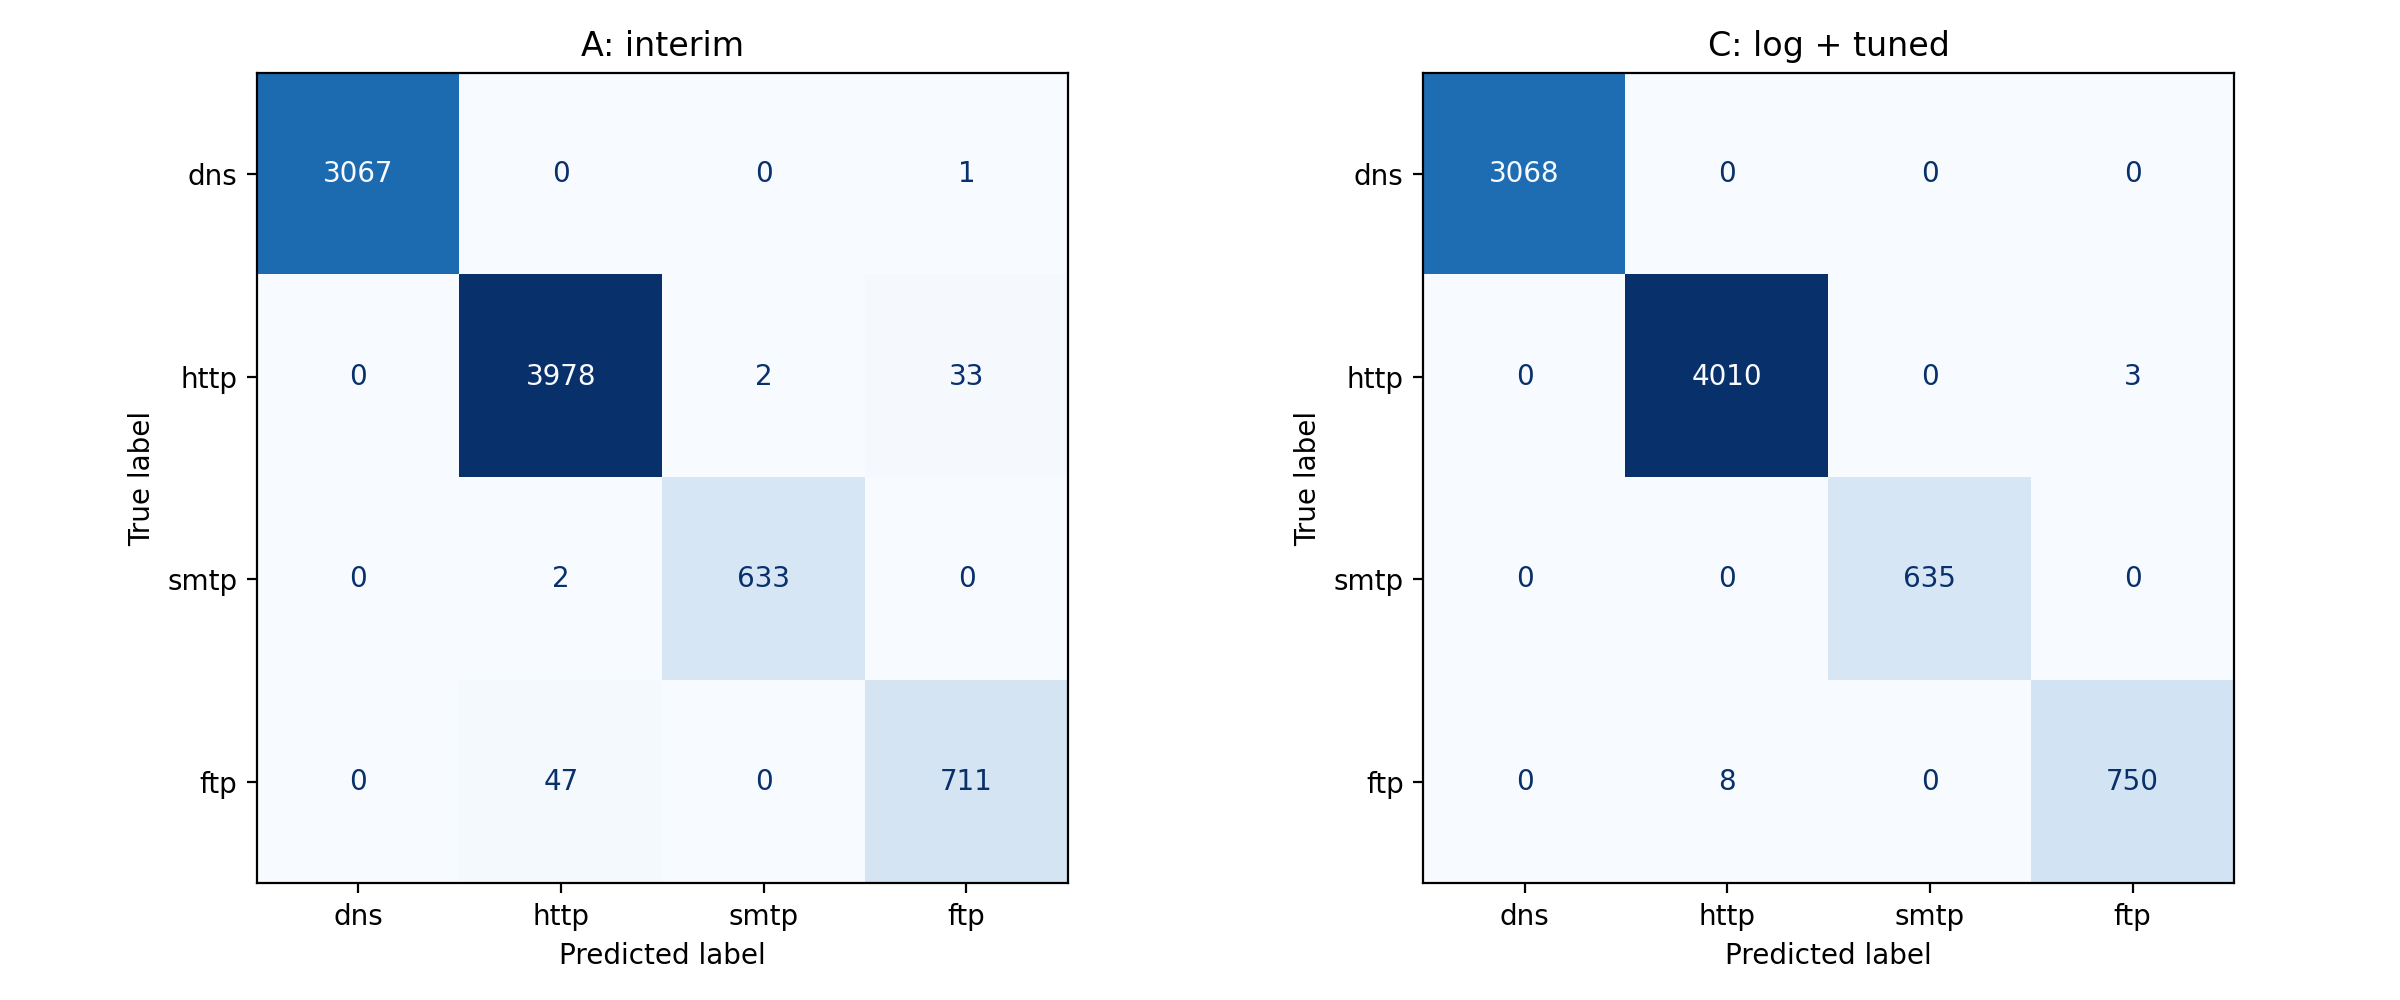 A: interim
dns 3067 0 0 1
http 0 3978 2 33
smtp 0 2 633 0
ftp 0 47 0 711
dns http smtp ftp
Predicted label
True label
C: log + tuned
dns 3068 0 0 0
http 0 4010 0 3
smtp 0 0 635 0
ftp 0 8 0 750
dns http smtp ftp
Predicted label
True label